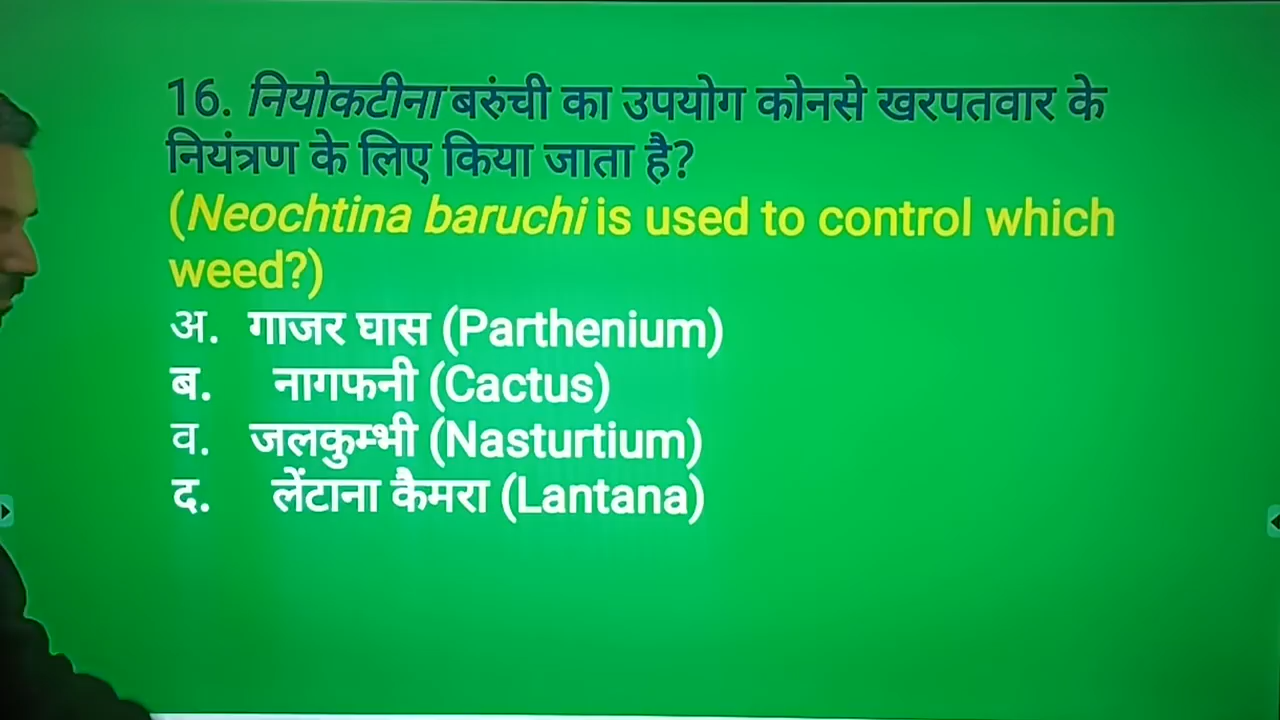 16. नियोकटीना बरुंची का उपयोग कोनसे खरपतवार के
नियंत्रण के लिए किया जाता है?
(Neochtina baruchi is used to control which
weed?)
अ. गाजर घास (Parthenium)
ब. नागफनी (Cactus)
व. जलकुम्भी (Nasturtium)
द. लेंटाना कैमरा (Lantana)